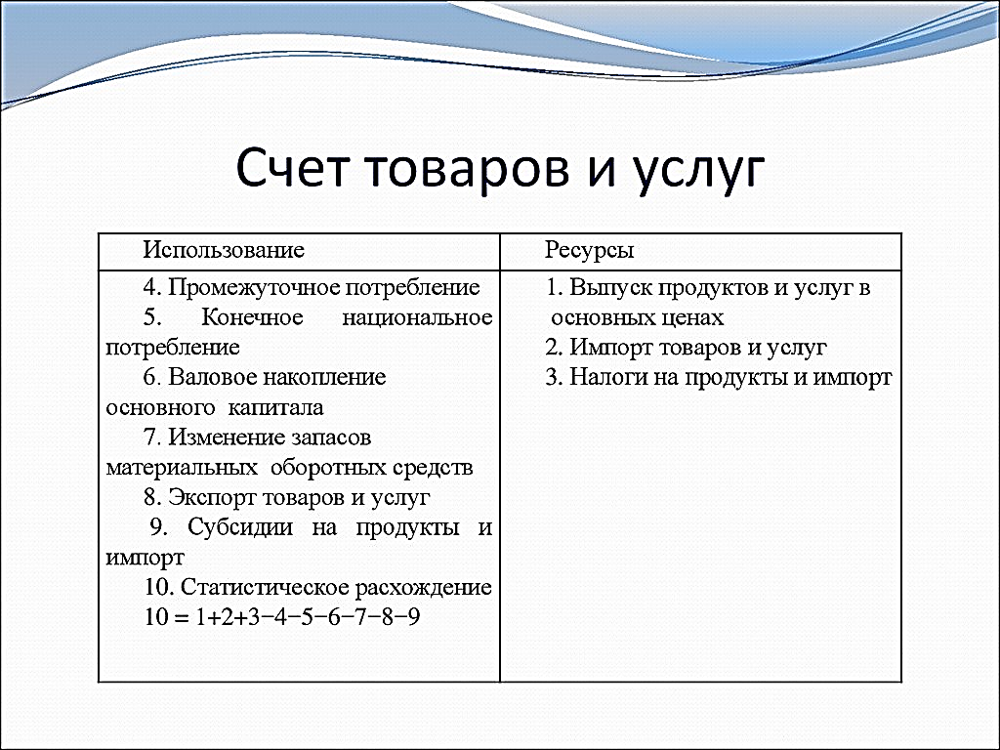 Счет товаров и услуг
Использование
Ресурсы
4. Промежуточное потребление
5. Конечное национальное
потребление
6. Валовое накопление
основного капитала
7. Изменение запасов
материальных оборотных средств
8. Экспорт товаров и услуг
9. Субсидии на продукты и
импорт
10. Статистическое расхождение
10 = 1+2+3−4−5−6−7−8−9
1. Выпуск продуктов и услуг в
основных ценах
2. Импорт товаров и услуг
3. Налоги на продукты и импорт